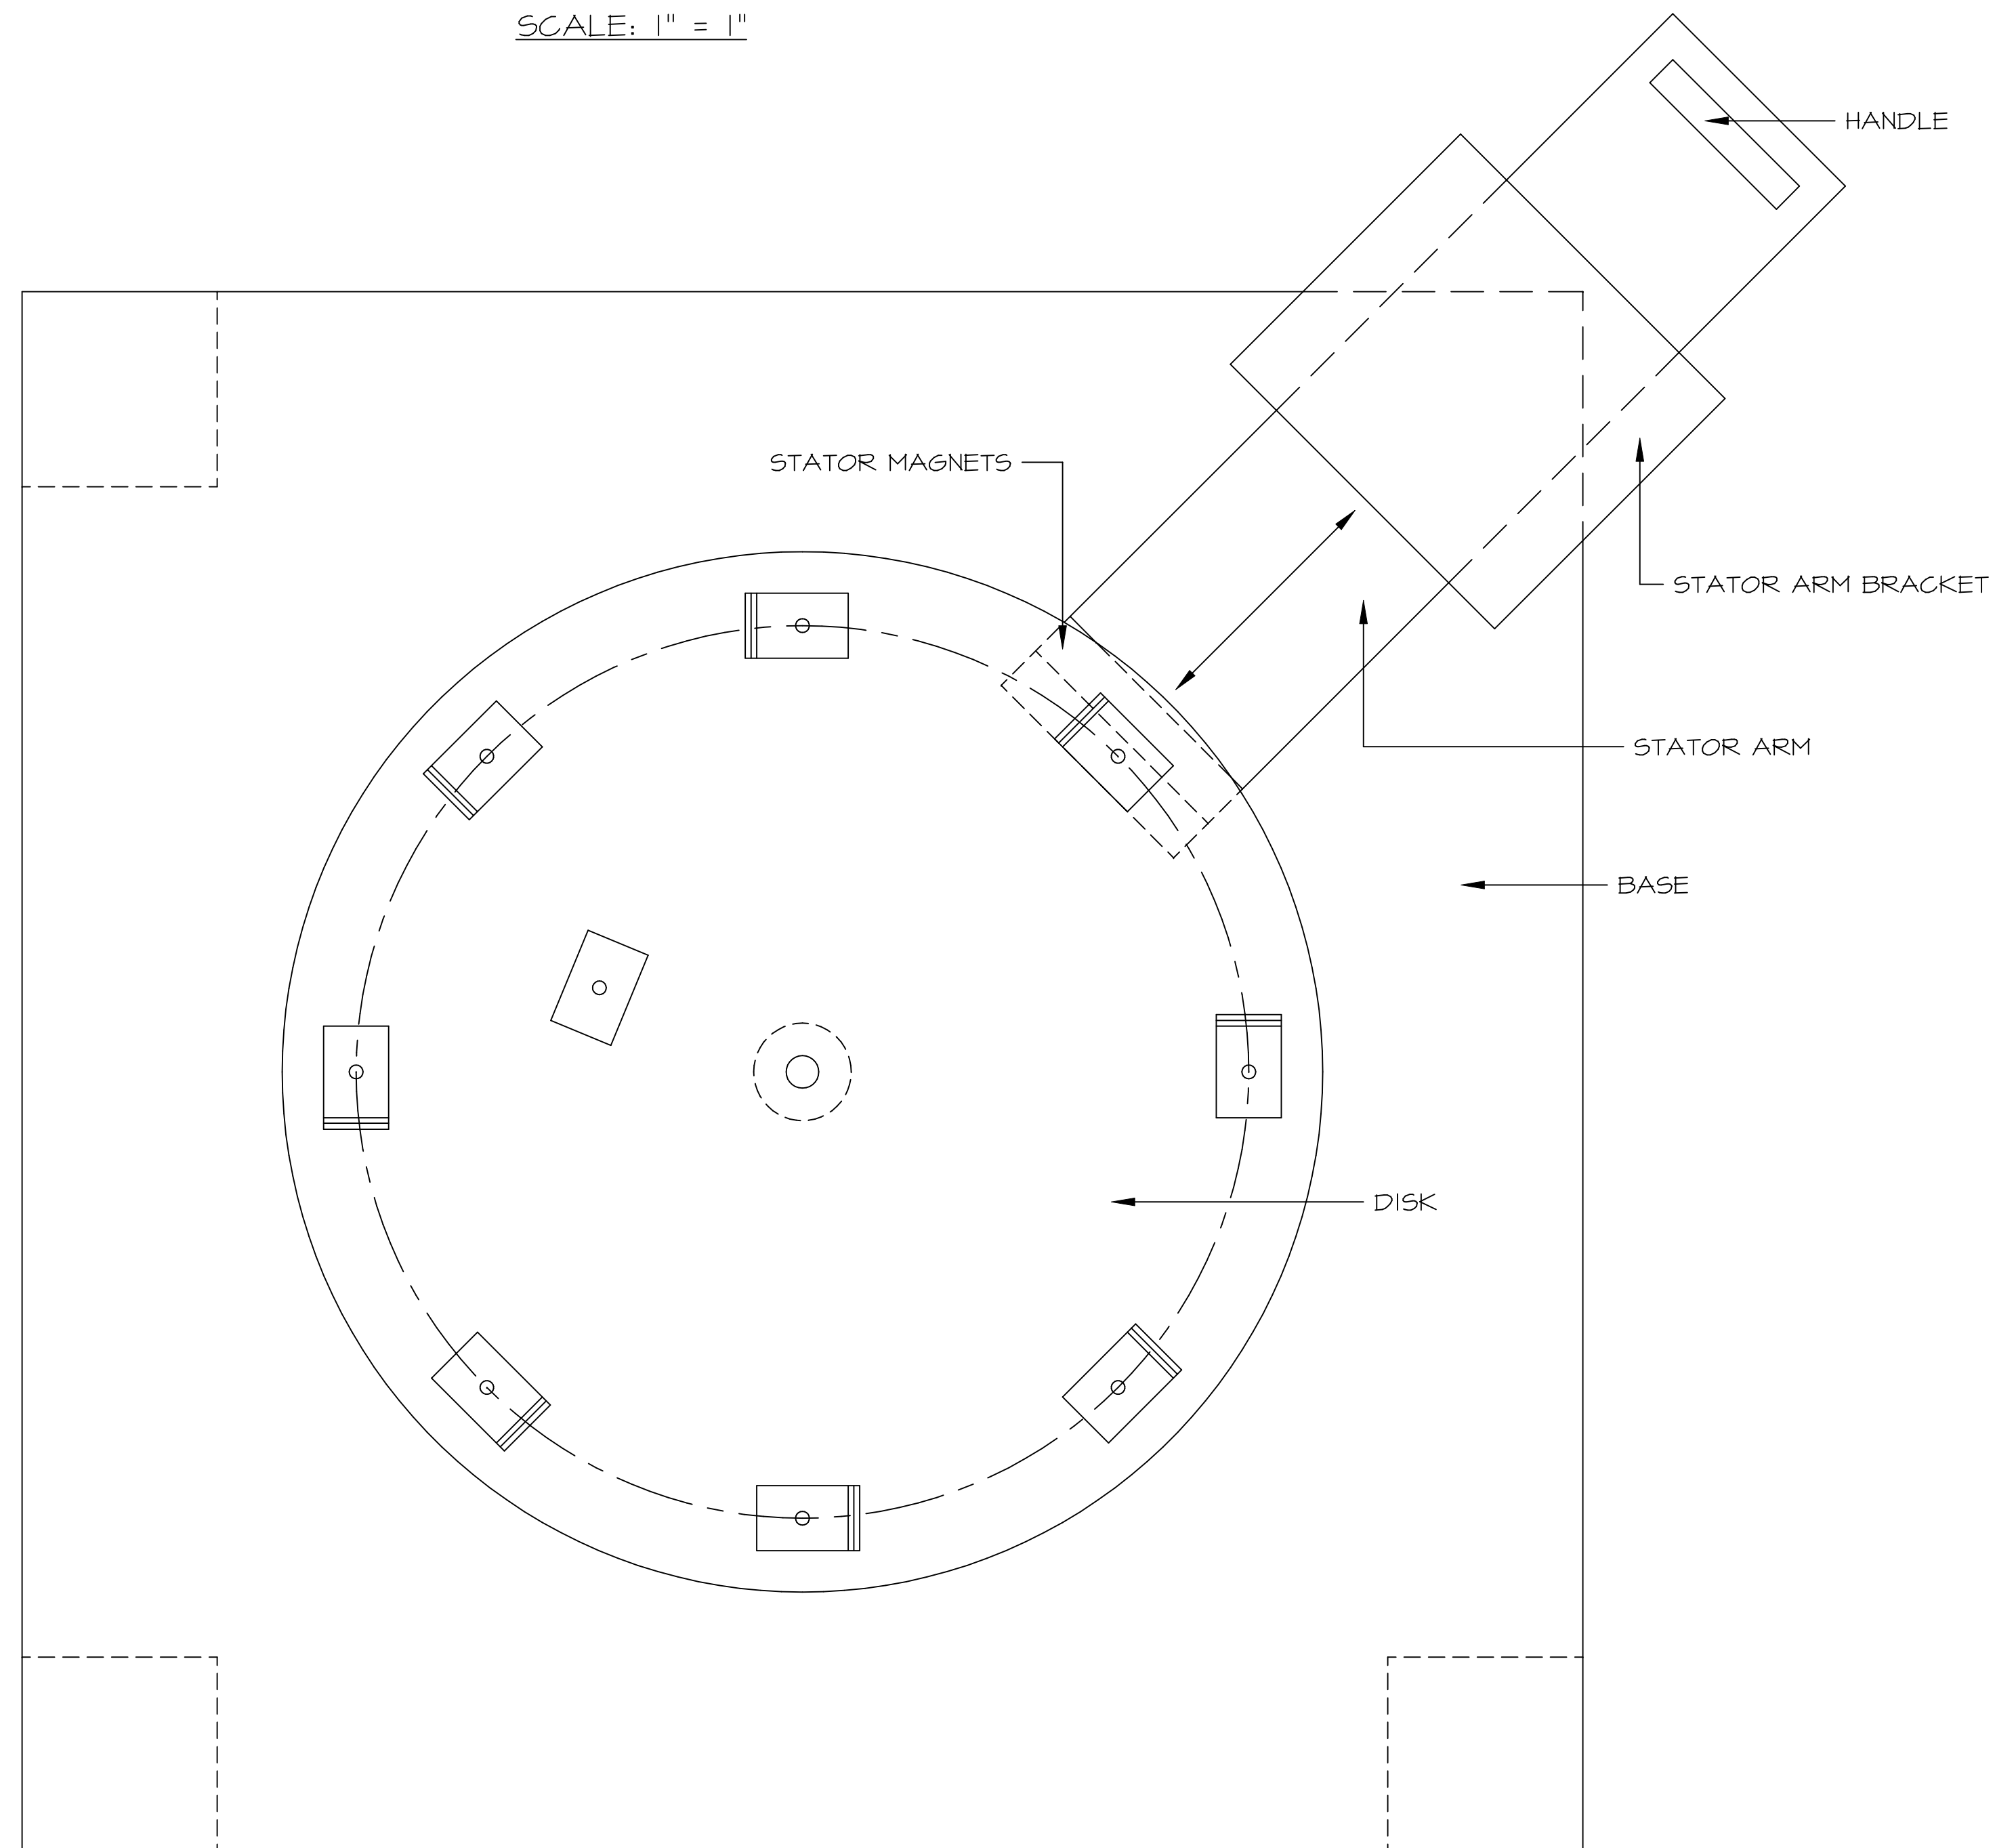 SCALE: 1" = 1"
HANDLE
STATOR MAGNETS
STATOR ARM BRACKET
STATOR ARM
BASE
DISK